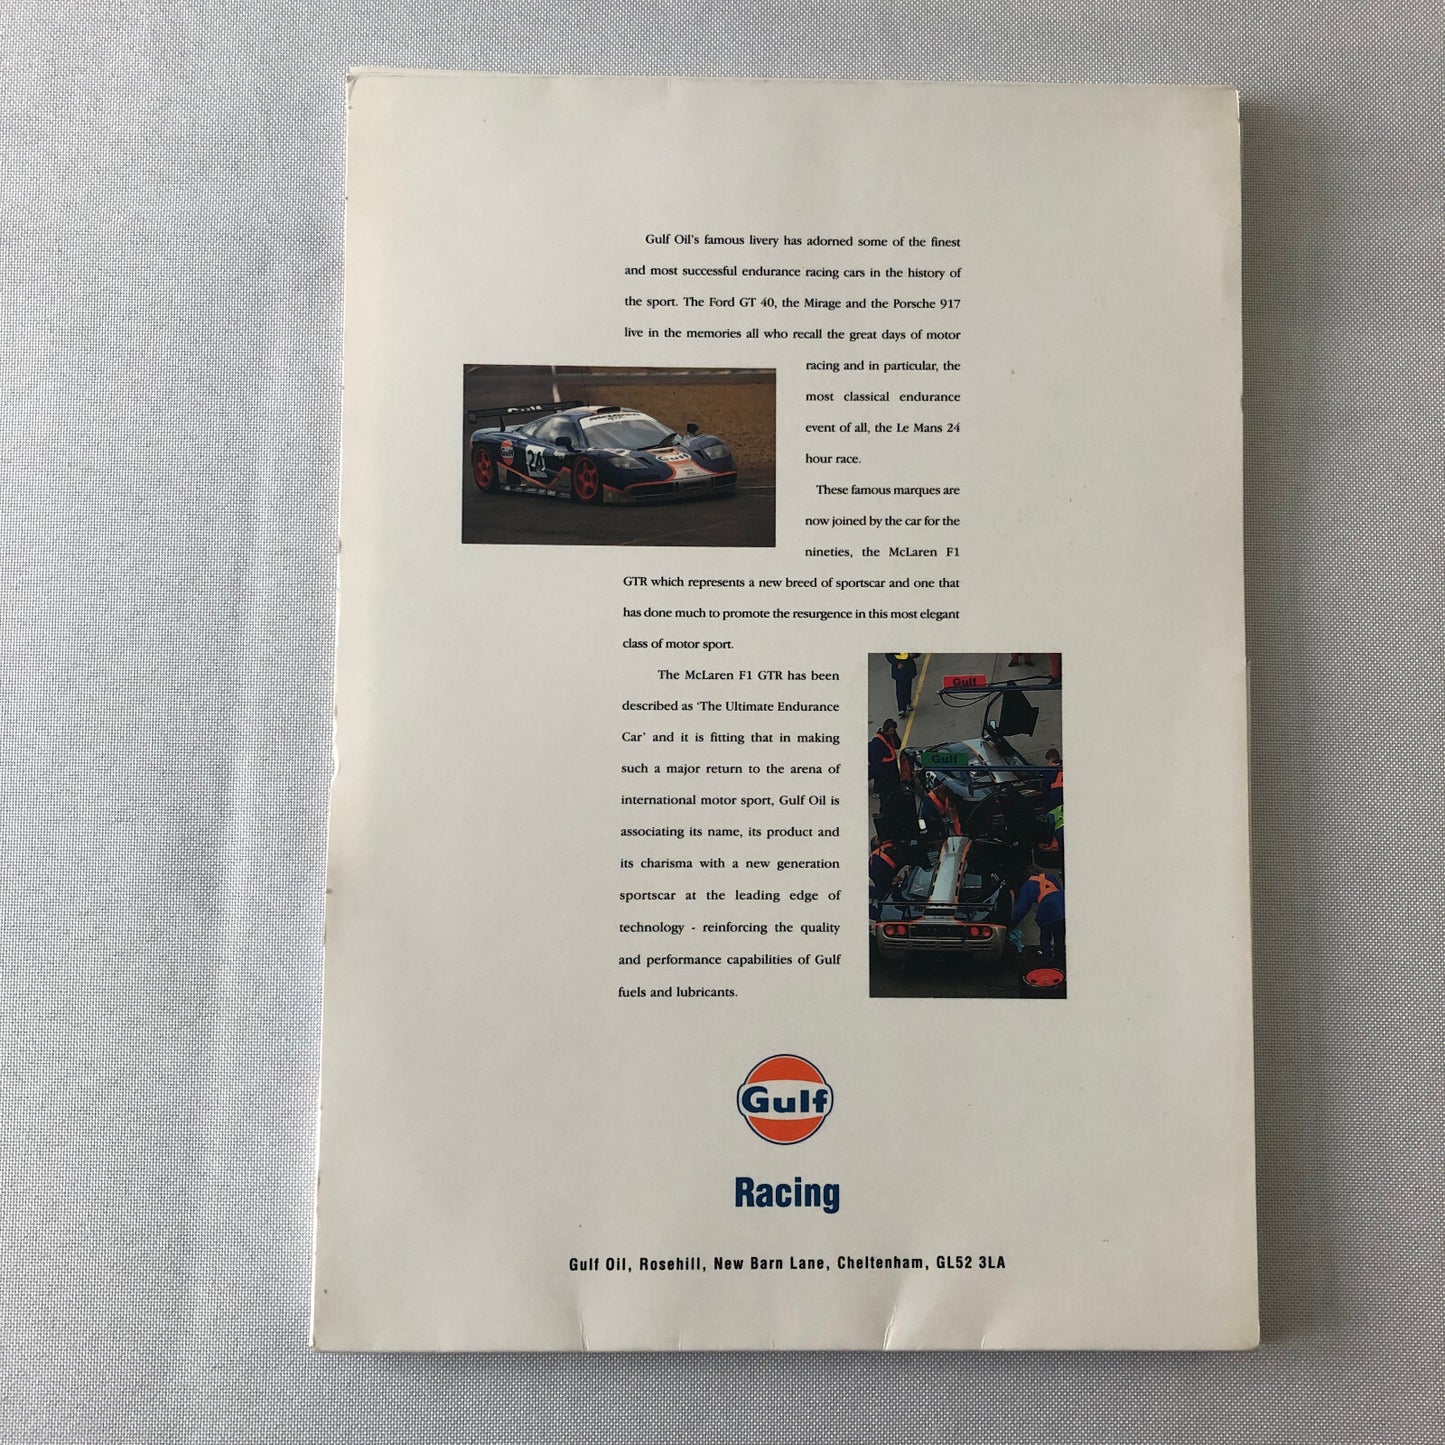 Gulf Oil's famous livery has adorned some of the finest
and most successful endurance racing cars in the history of
the sport. The Ford GT 40, the Mirage and the Porsche 917
live in the memories all who recall the great days of motor
racing and in particular, the
most classical endurance
event of all, the Le Mans 24
hour race.
These famous marques are
now joined by the car for the
nineties, the McLaren F1
GTR which represents a new breed of sportscar and one that
has done much to promote the resurgence in this most elegant
class of motor sport.
Gulf
Gulf
24
Gulf
The McLaren F1 GTR has been
described as 'The Ultimate Endurance
Car' and it is fitting that in making
such a major return to the arena of
international motor sport, Gulf Oil is
associating its name, its product and
its charisma with a new generation
sportscar at the leading edge of
technology - reinforcing the quality
and performance capabilities of Gulf
fuels and lubricants.
Gulf
Gulf
Gulf
Racing
Gulf Oil, Rosehill, New Barn Lane, Cheltenham, GL52 3LA